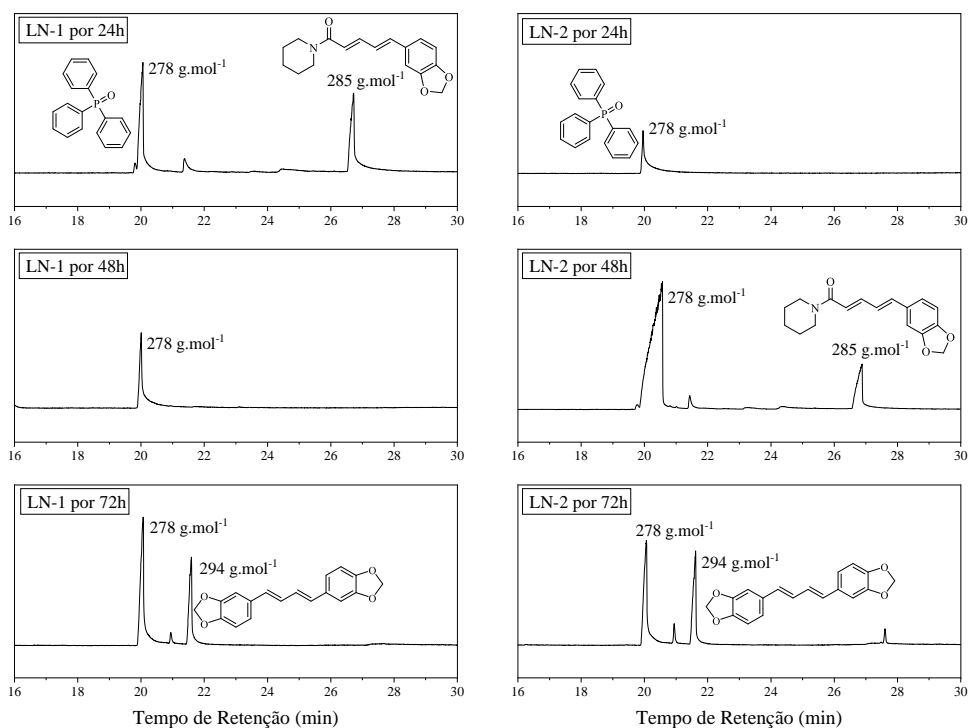 LN-1 por 24h
278 g.mol-1
285 g.mol-1
P
O
N
O
O
O
16 18 20 22 24 26 28 30
LN-2 por 24h
278 g.mol-1
P
O
16 18 20 22 24 26 28 30
LN-1 por 48h
278 g.mol-1
16 18 20 22 24 26 28 30
LN-2 por 48h
278 g.mol-1
285 g.mol-1
O
N
O
O
16 18 20 22 24 26 28 30
LN-1 por 72h
278 g.mol-1
294 g.mol-1
O
O
O
O
16 18 20 22 24 26 28 30
Tempo de Retenção (min)
LN-2 por 72h
278 g.mol-1
294 g.mol-1
O
O
O
O
16 18 20 22 24 26 28 30
Tempo de Retenção (min)